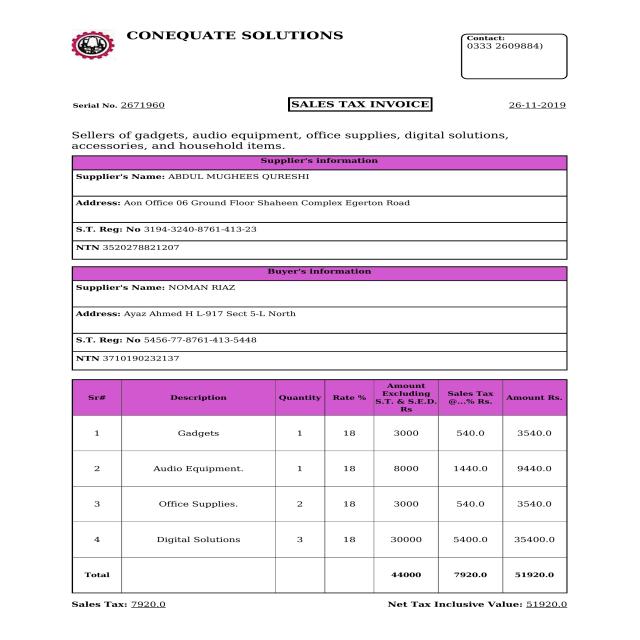 CONEQUATE SOLUTIONS
Contact:
0333 2609884)
Serial No. 2671960
SALES TAX INVOICE
26-11-2019
Sellers of gadgets, audio equipment, office supplies, digital solutions,
accessories, and household items.
Supplier's information
Supplier's Name: ABDUL MUGHEES QURESHI
Address: Aon Office 06 Ground Floor Shaheen Complex Egerton Road
S.T. Reg: No 3194-3240-8761-413-23
NTN 3520278821207
Buyer's information
Supplier's Name: NOMAN RIAZ
Address: Ayaz Ahmed H L-917 Sect 5-L North
S.T. Reg: No 5456-77-8761-413-5448
NTN 3710190232137
Sr# Description Quantity Rate % Amount Excluding S.T. & S.E.D. Rs Sales Tax @...% Rs. Amount Rs.
1 Gadgets 1 18 3000 540.0 3540.0
2 Audio Equipment. 1 18 8000 1440.0 9440.0
3 Office Supplies. 2 18 3000 540.0 3540.0
4 Digital Solutions 3 18 30000 5400.0 35400.0
Total 44000 7920.0 51920.0
Sales Tax: 7920.0
Net Tax Inclusive Value: 51920.0